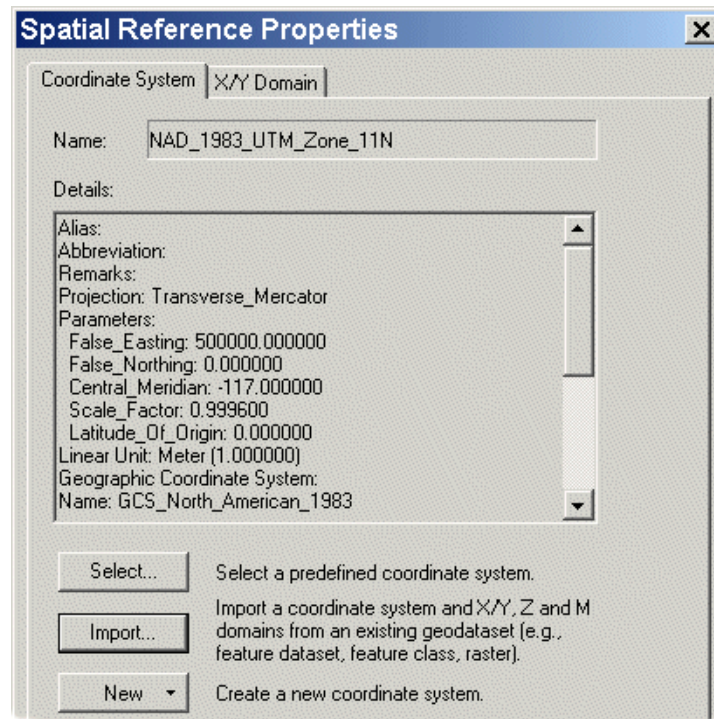 Spatial Reference Properties
Coordinate System
X/Y Domain
Name: NAD_1983_UTM_Zone_11N
Details:
Alias:
Abbreviation:
Remarks:
Projection: Transverse_Mercator
Parameters:
False_Easting: 500000.000000
False_Northing: 0.000000
Central_Meridian: -117.000000
Scale_Factor: 0.999600
Latitude_Of_Origin: 0.000000
Linear Unit: Meter (1.000000)
Geographic Coordinate System:
Name: GCS_North_American_1983
Select... Select a predefined coordinate system.
Import... Import a coordinate system and X/Y, Z and M
domains from an existing geodataset (e.g.,
feature dataset, feature class, raster).
New Create a new coordinate system.